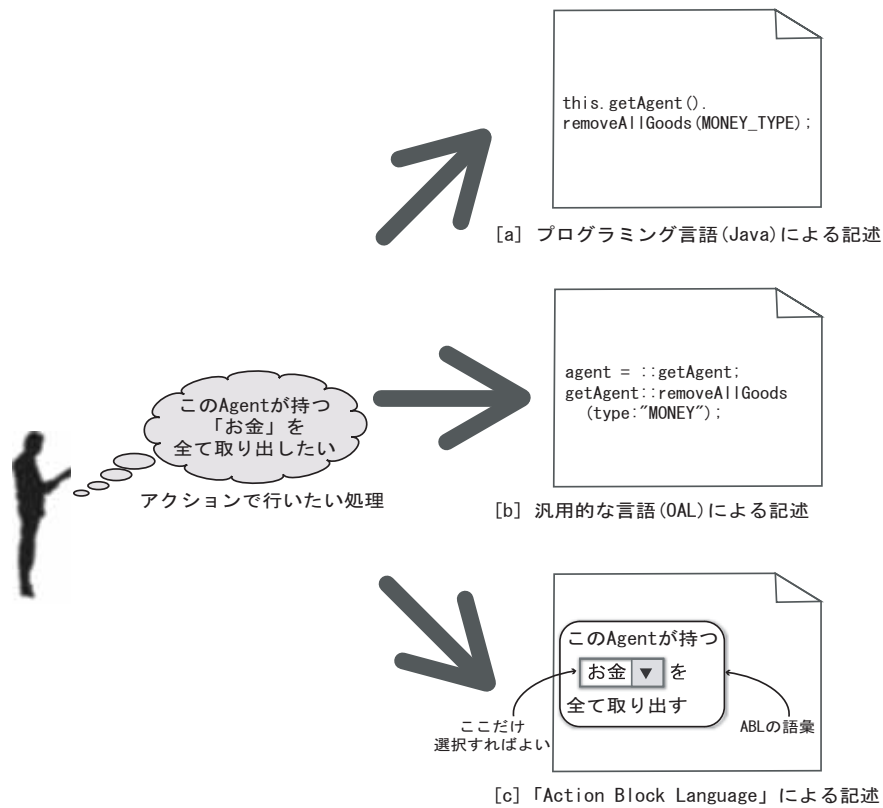 this.getAgent().
removeAllGoods(MONEY_TYPE);
[a] プログラミング言語(Java)による記述
このAgentが持つ
「お金」を
全て取り出したい
アクションで行いたい処理
agent = ::getAgent;
getAgent::removeAllGoods
(type:"MONEY");
[b] 汎用的な言語(OAL)による記述
このAgentが持つ
お金 ▼ を
全て取り出す
ここだけ
選択すればよい
ABLの語彙
[c]「Action Block Language」による記述